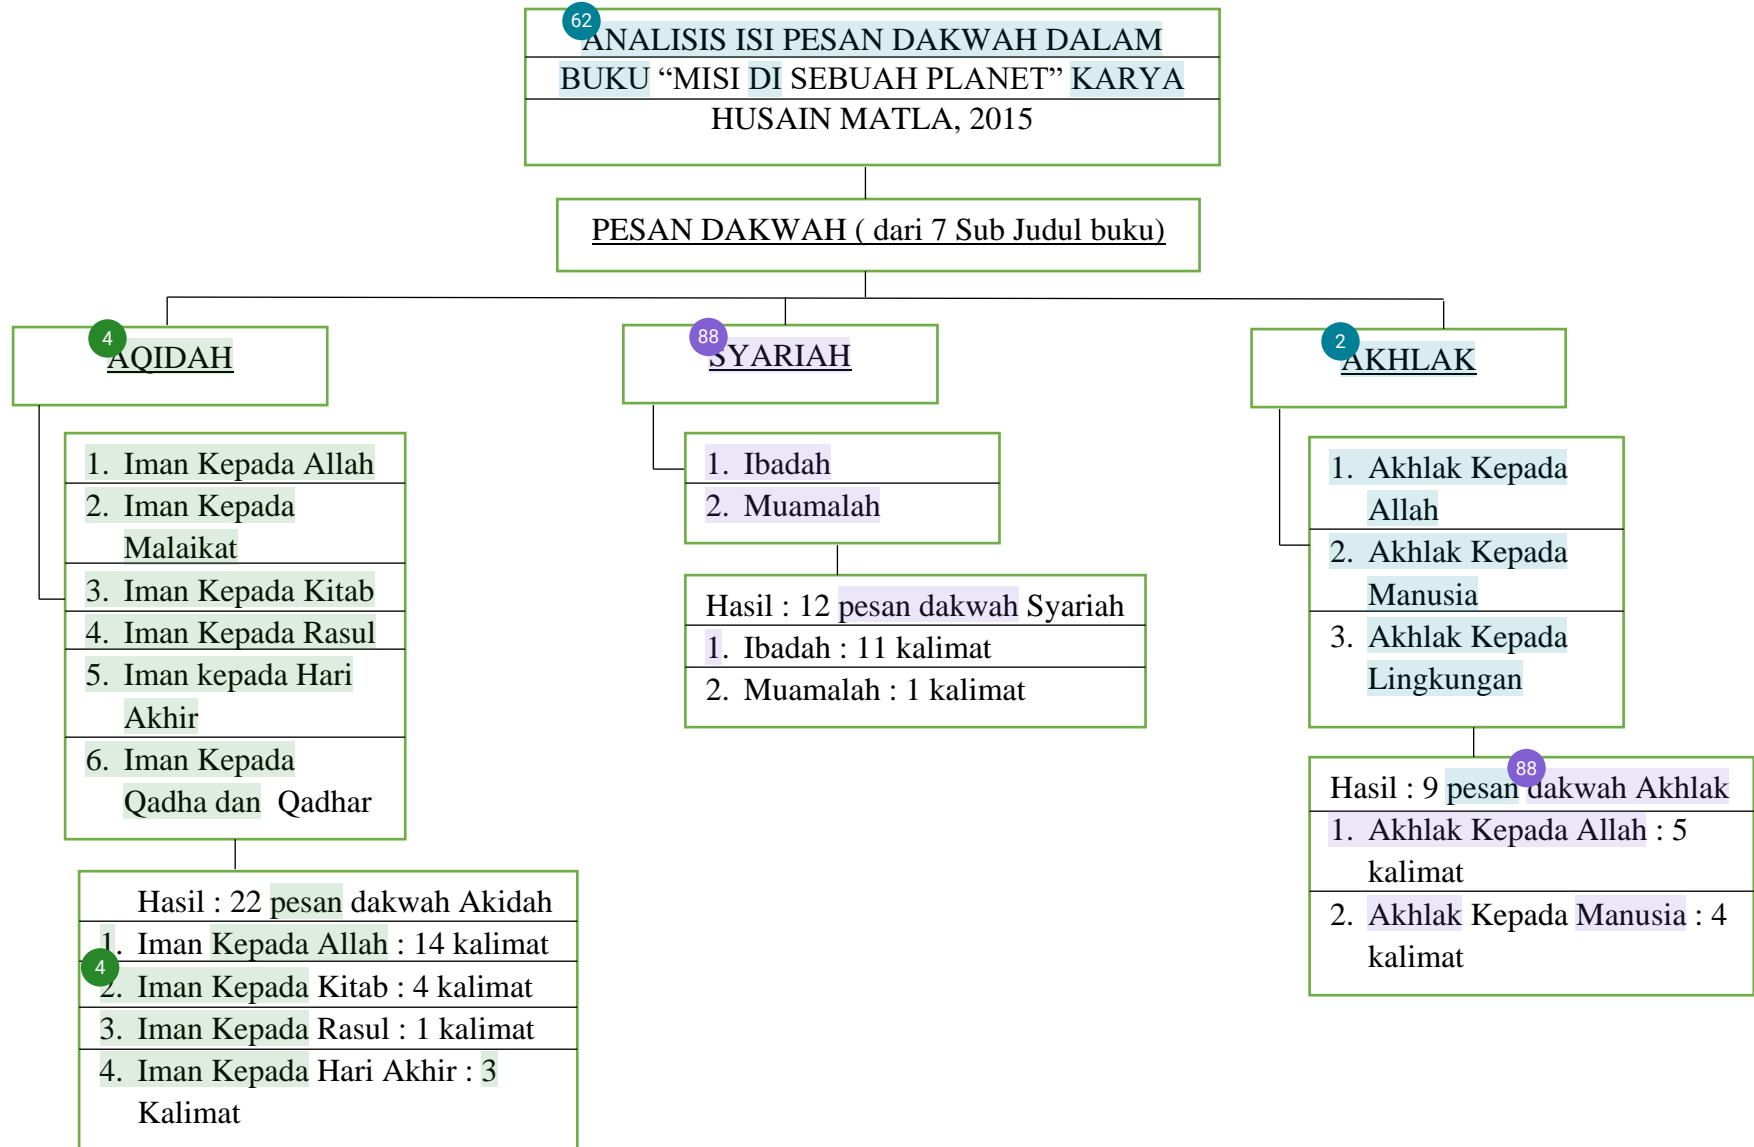 62
ANALISIS ISI PESAN DAKWAH DALAM
BUKU “MISI DI SEBUAH PLANET” KARYA
HUSAIN MATLA, 2015
PESAN DAKWAH ( dari 7 Sub Judul buku)
4
AQIDAH
1. Iman Kepada Allah
2. Iman Kepada
Malaikat
3. Iman Kepada Kitab
4. Iman Kepada Rasul
5. Iman kepada Hari
Akhir
6. Iman Kepada
Qadha dan Qadhar
Hasil : 22 pesan dakwah Akidah
1. Iman Kepada Allah : 14 kalimat
4
2. Iman Kepada Kitab : 4 kalimat
3. Iman Kepada Rasul : 1 kalimat
4. Iman Kepada Hari Akhir : 3
Kalimat
88
SYARIAH
1. Ibadah
2. Muamalah
Hasil : 12 pesan dakwah Syariah
1. Ibadah : 11 kalimat
2. Muamalah : 1 kalimat
2
AKHLAK
1. Akhlak Kepada
Allah
2. Akhlak Kepada
Manusia
3. Akhlak Kepada
Lingkungan
88
Hasil : 9 pesan dakwah Akhlak
1. Akhlak Kepada Allah : 5
kalimat
2. Akhlak Kepada Manusia : 4
kalimat